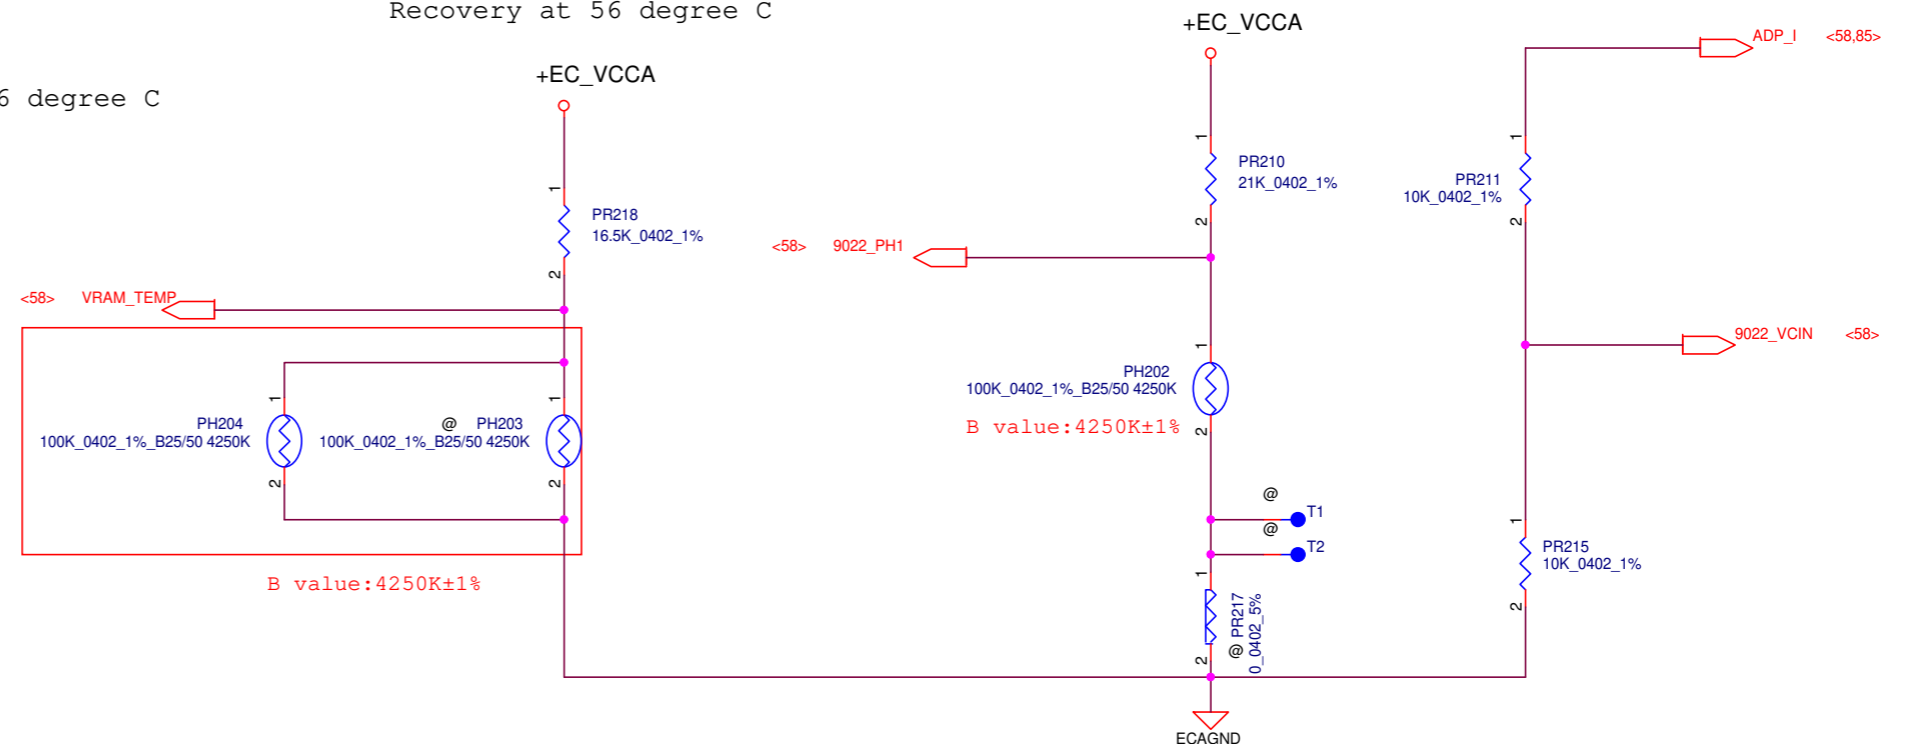 Recovery at 56 degree C
6 degree C
+EC_VCCA
1
PR218
16.5K_0402_1%
2
<58> VRAM_TEMP
1
PH204
100K_0402_1%_B25/50 4250K
2
1
@ PH203
100K_0402_1%_B25/50 4250K
2
B value:4250K±1%
+EC_VCCA
1
PR210
21K_0402_1%
2
<58> 9022_PH1
1
PH202
100K_0402_1%_B25/50 4250K
2
B value:4250K±1%
@
T1
@
T2
1
@ PR217
0_0402_5%
2
ECAGND
ADP_I <58,85>
1
PR211
10K_0402_1%
2
9022_VCIN <58>
1
PR215
10K_0402_1%
2